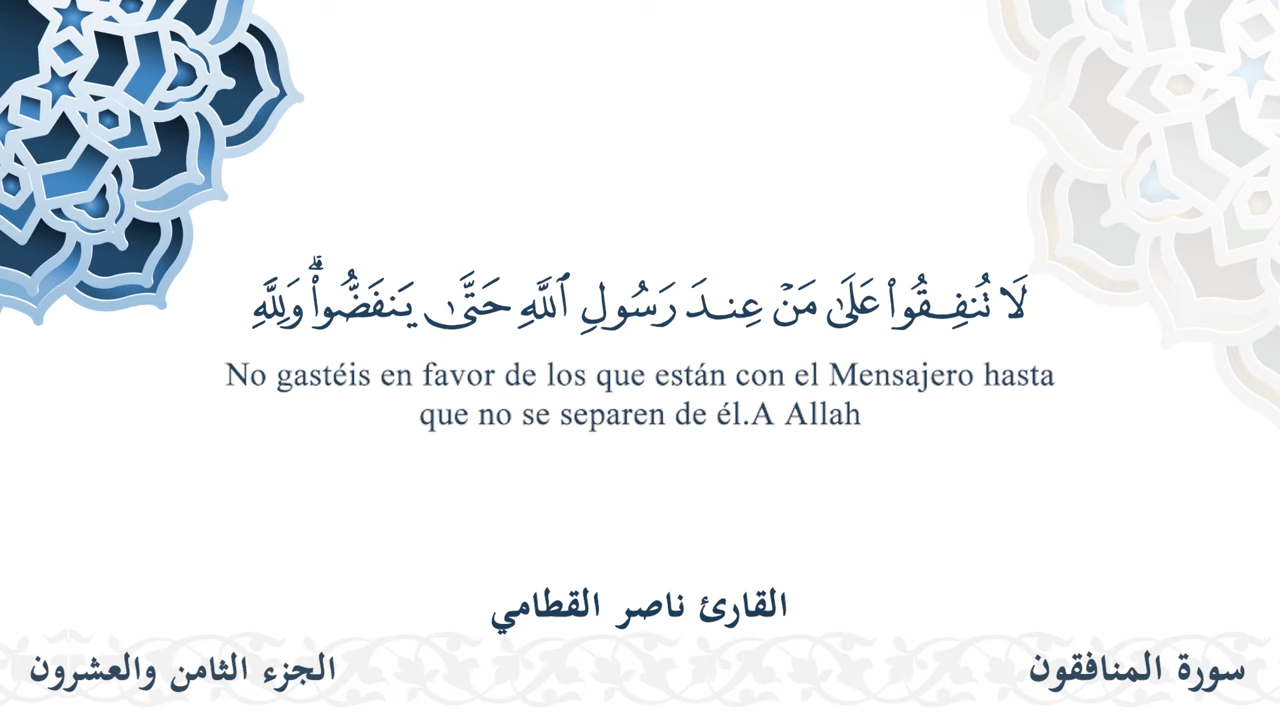 لَا تُنفِقُوا۟ عَلَىٰ مَنْ عِندَ رَسُولِ ٱللَّهِ حَتَّىٰ يَنفَضُّوا۟ ۗ وَلِلَّهِ
No gastéis en favor de los que están con el Mensajero hasta
que no se separen de él.A Allah
القارئ ناصر القطامي
سورة المنافقون
الجزء الثامن والعشرون